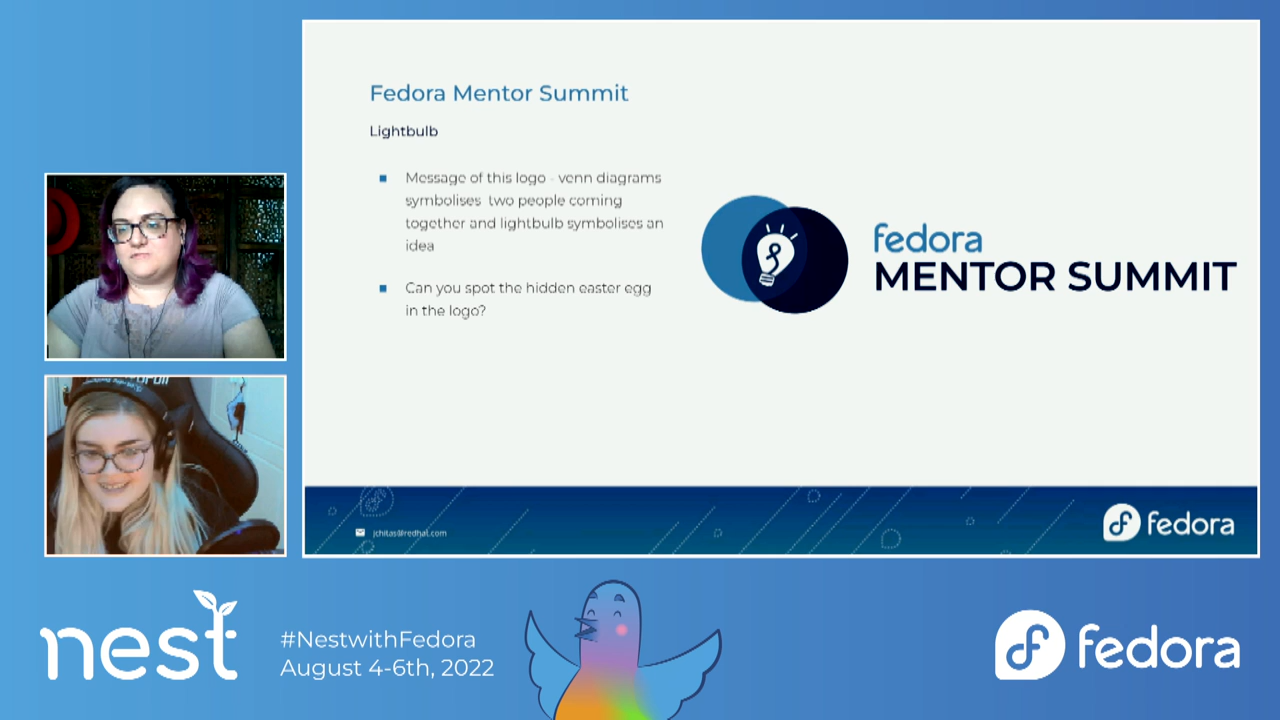 Fedora Mentor Summit
Lightbulb
Message of this logo - venn diagrams
symbolises two people coming
together and lightbulb symbolises an
idea
Can you spot the hidden easter egg
in the logo?
fedora
MENTOR SUMMIT
jchitas@redhat.com
fedora
nest
#NestwithFedora
August 4-6th, 2022
fedora